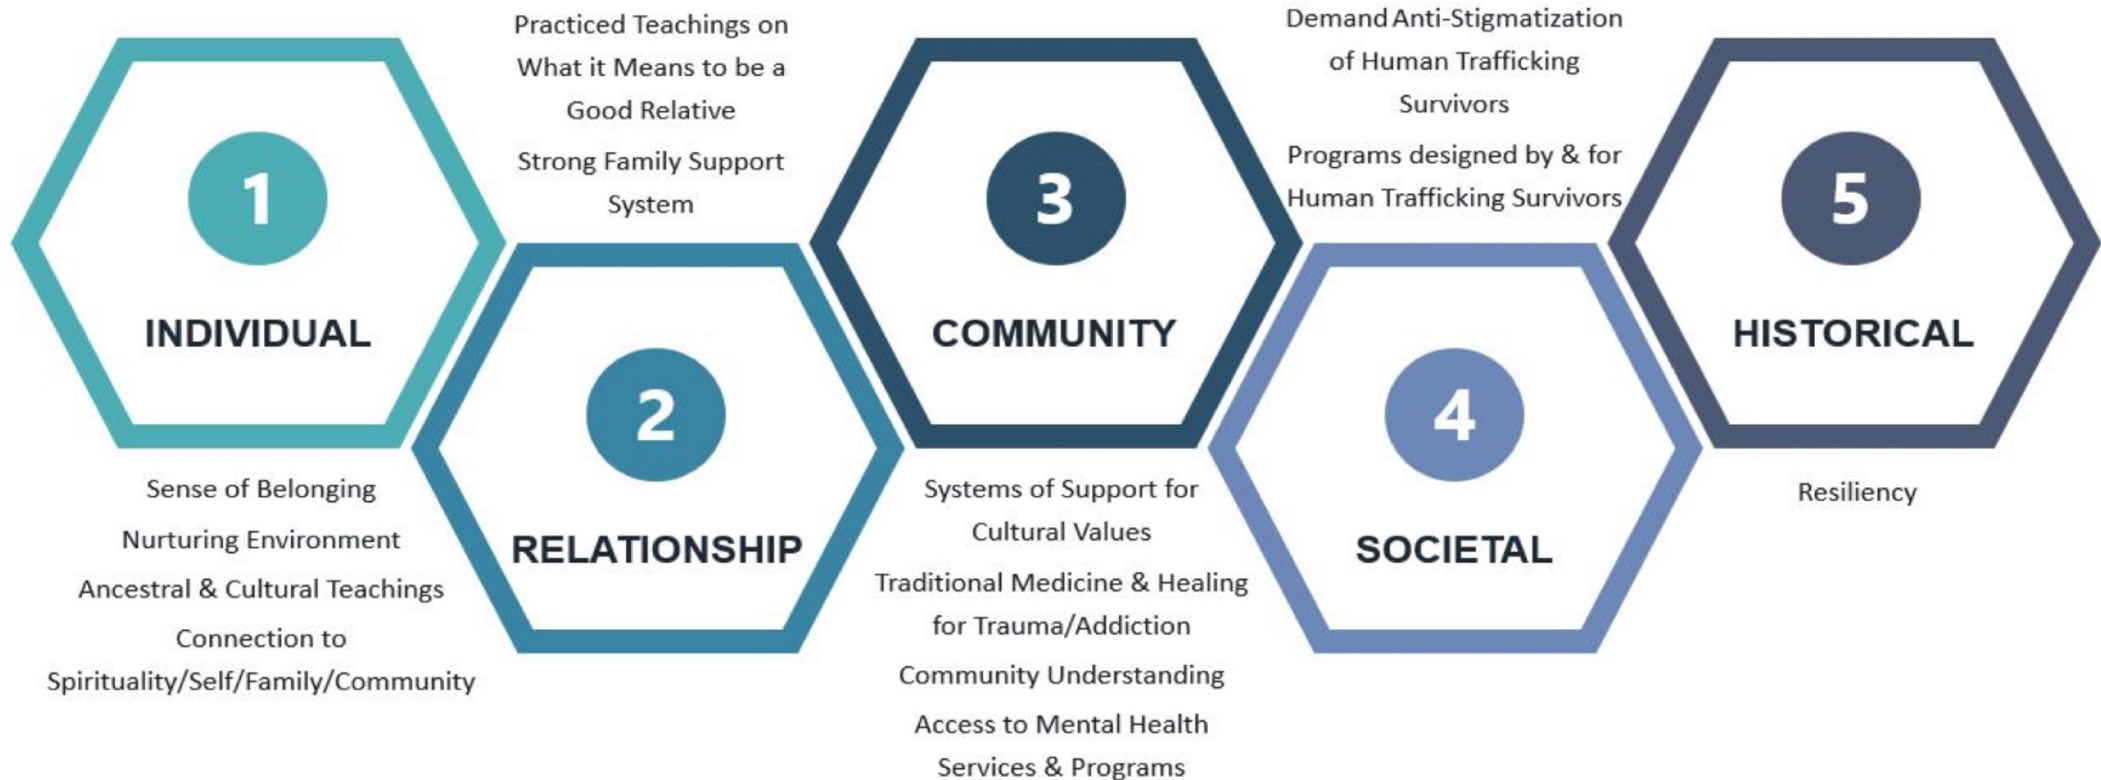 1
INDIVIDUAL
Sense of Belonging
Nurturing Environment
Ancestral & Cultural Teachings
Connection to
Spirituality/Self/Family/Community
Practiced Teachings on
What it Means to be a
Good Relative
Strong Family Support
System
2
RELATIONSHIP
3
COMMUNITY
Systems of Support for
Cultural Values
Traditional Medicine & Healing
for Trauma/Addiction
Community Understanding
Access to Mental Health
Services & Programs
Demand Anti-Stigmatization
of Human Trafficking
Survivors
Programs designed by & for
Human Trafficking Survivors
4
SOCIETAL
5
HISTORICAL
Resiliency